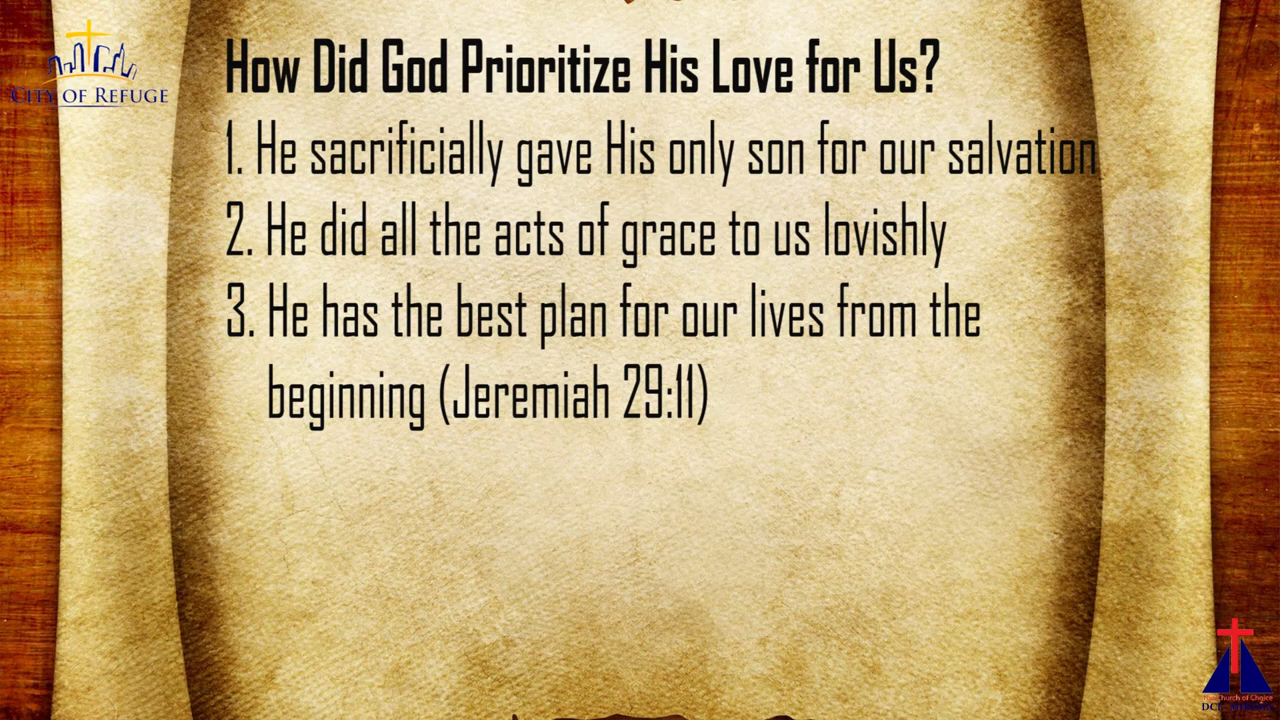 CITY OF REFUGE
How Did God Prioritize His Love for Us?
1. He sacrificially gave His only son for our salvation
2. He did all the acts of grace to us lovishly
3. He has the best plan for our lives from the
beginning (Jeremiah 29:11)
The Church of Choice